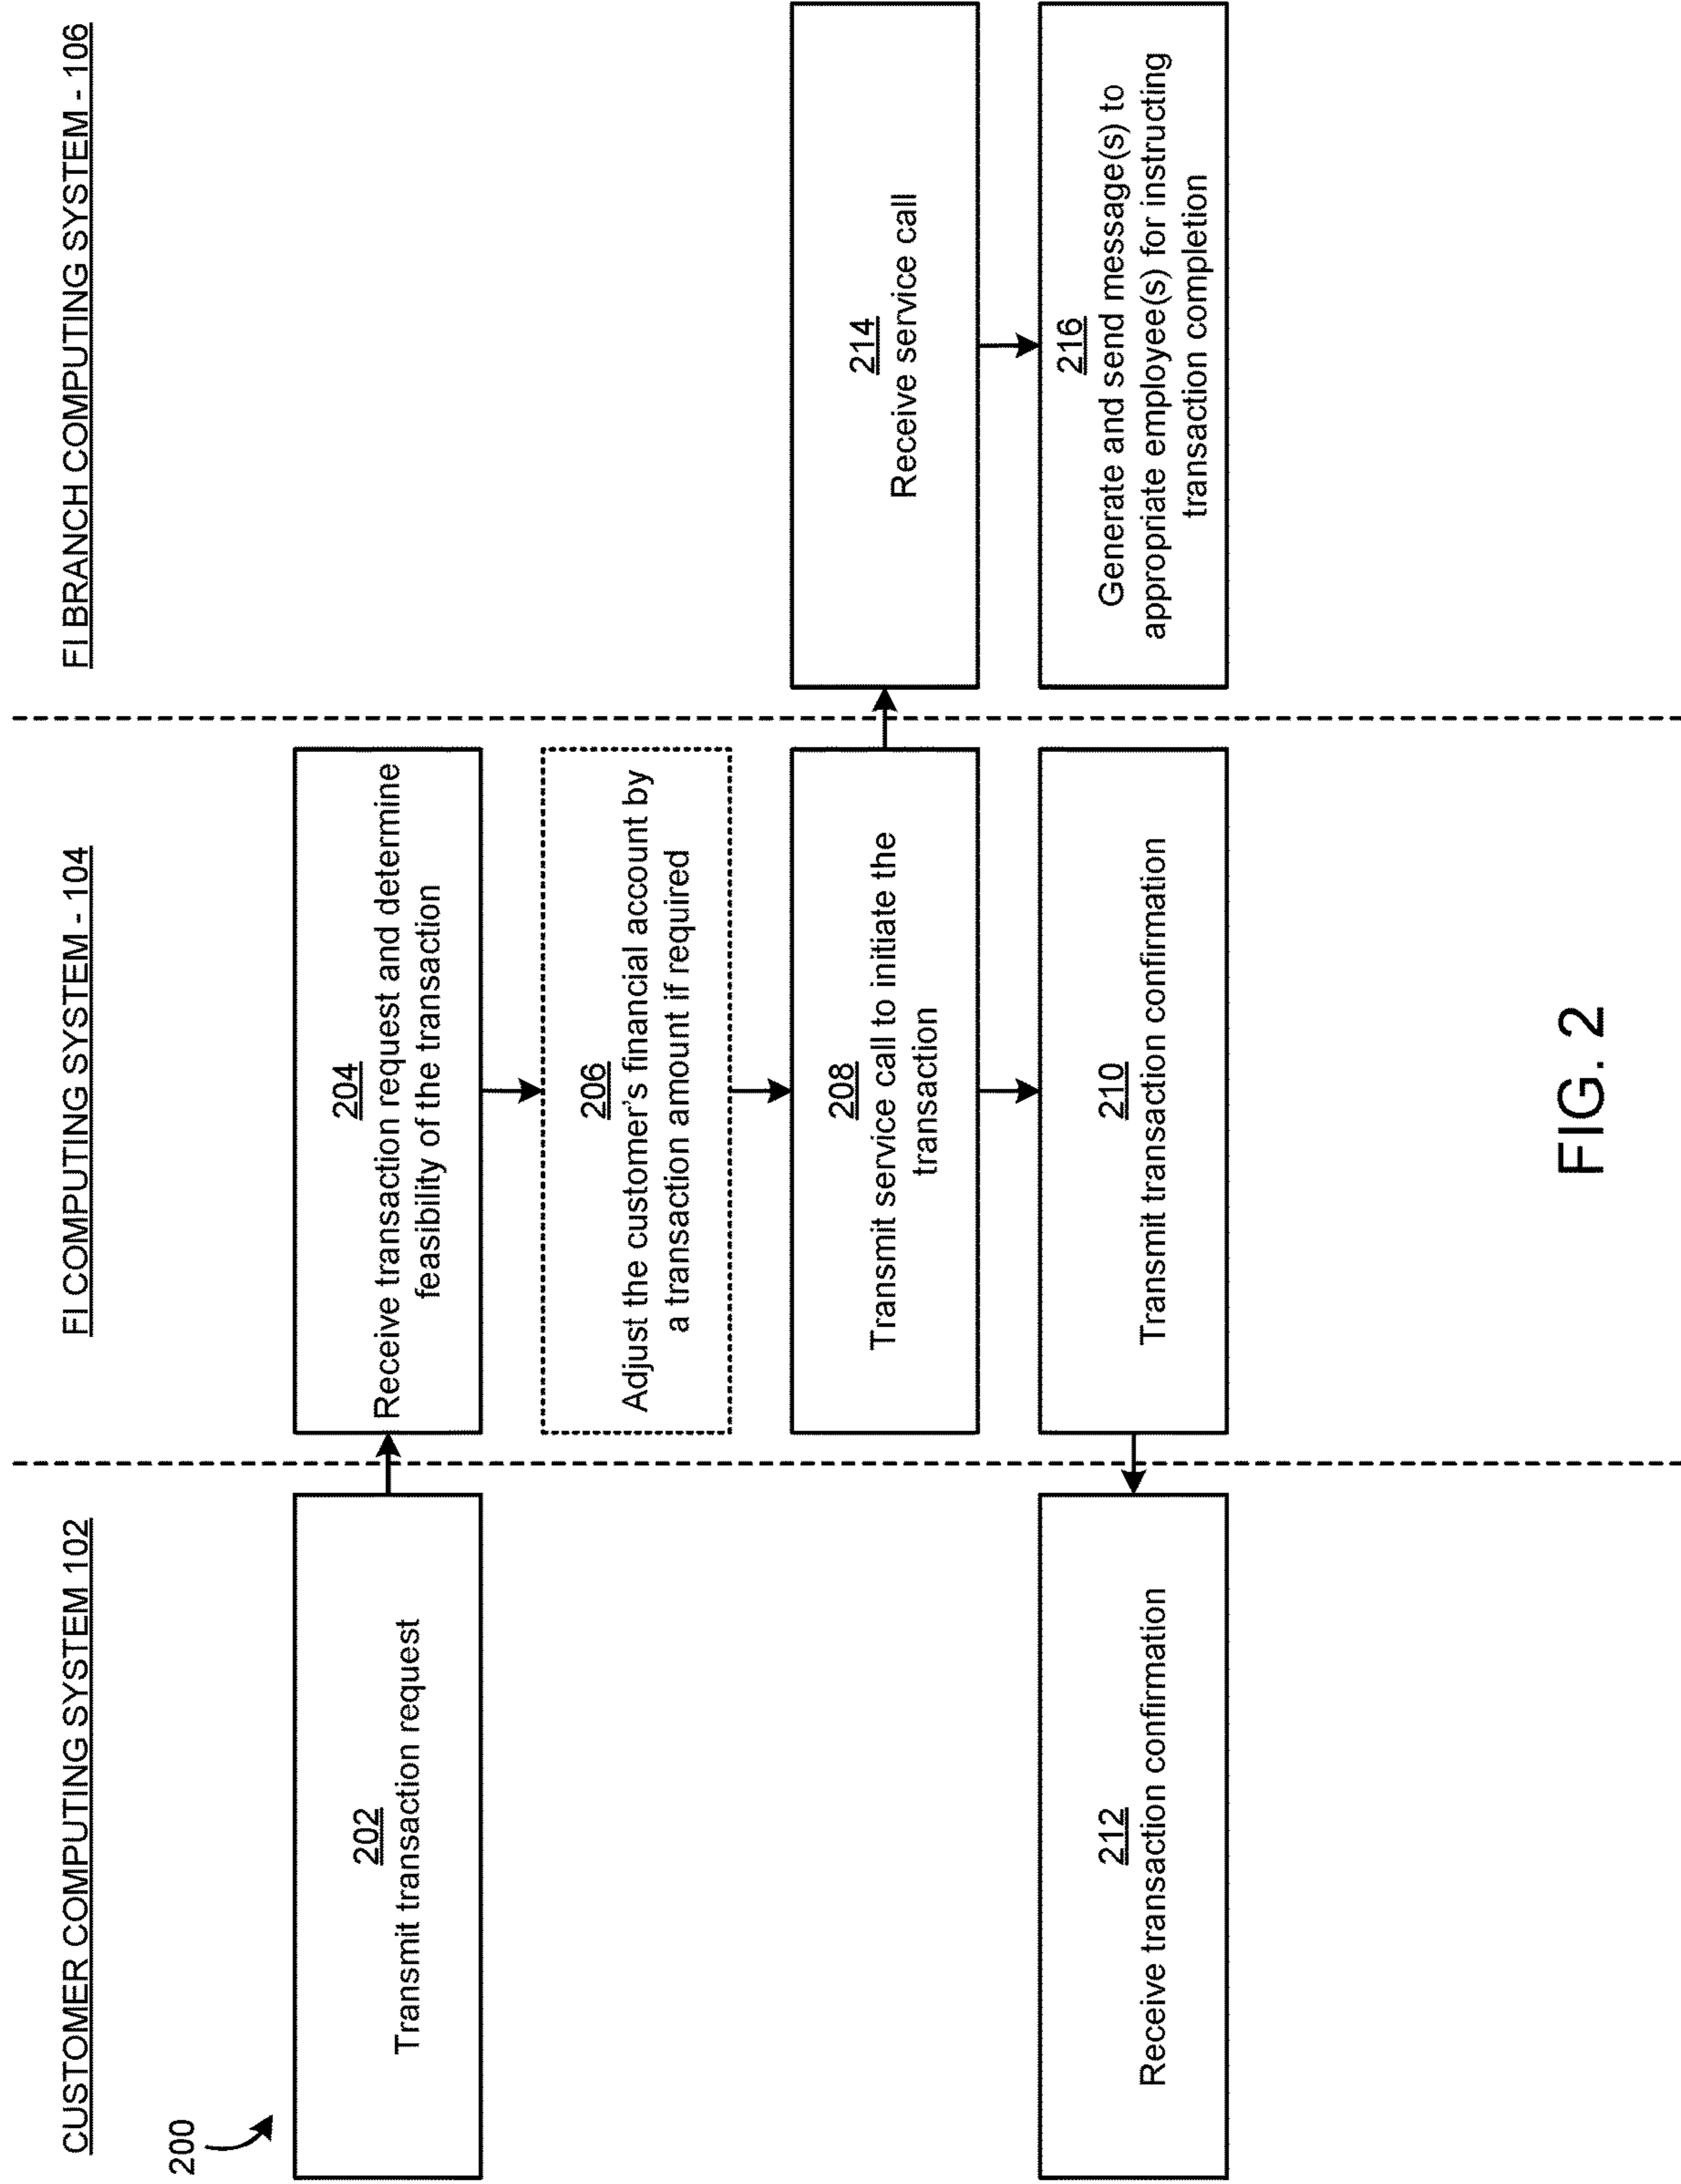 CUSTOMER COMPUTING SYSTEM 102
FI COMPUTING SYSTEM - 104
FI BRANCH COMPUTING SYSTEM - 106
200
202
Transmit transaction request
204
Receive transaction request and determine
feasibility of the transaction
206
Adjust the customer's financial account by
a transaction amount if required
208
Transmit service call to initiate the
transaction
214
Receive service call
210
Transmit transaction confirmation
212
Receive transaction confirmation
216
Generate and send message(s) to
appropriate employee(s) for instructing
transaction completion
FIG. 2